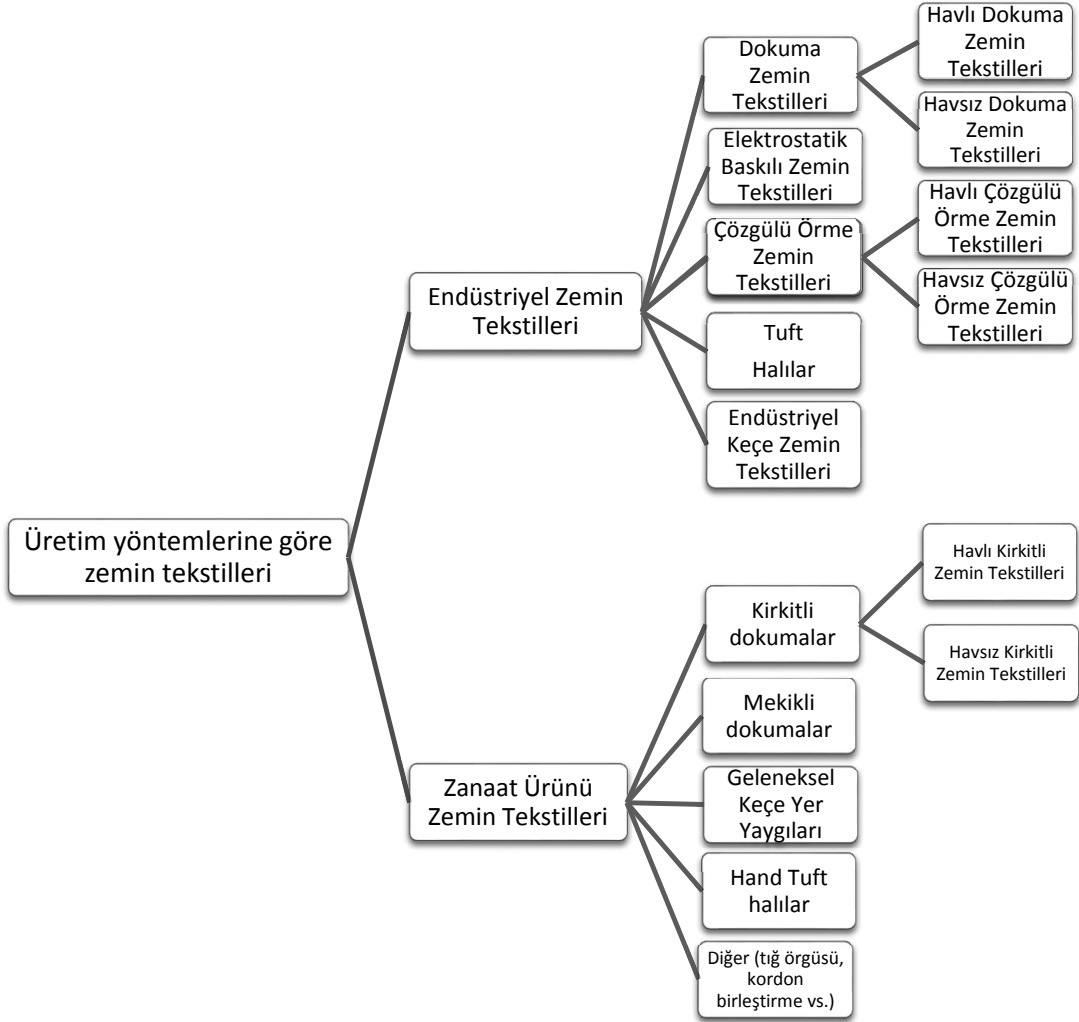 Üretim yöntemlerine göre
zemin tekstilleri
Endüstriyel Zemin
Tekstilleri
Dokuma
Zemin
Tekstilleri
Havlı Dokuma
Zemin
Tekstilleri
Havsız Dokuma
Zemin
Tekstilleri
Elektrostatik
Baskılı Zemin
Tekstilleri
Çözgülü Örme
Zemin
Tekstilleri
Havlı Çözgülü
Örme Zemin
Tekstilleri
Havsız Çözgülü
Örme Zemin
Tekstilleri
Tuft
Halılar
Endüstriyel
Keçe Zemin
Tekstilleri
Zanaat Ürünü
Zemin Tekstilleri
Kirkitli
dokumalar
Havlı Kirkitli
Zemin Tekstilleri
Havsız Kirkitli
Zemin Tekstilleri
Mekikli
dokumalar
Geleneksel
Keçe Yer
Yaygıları
Hand Tuft
halılar
Diğer (tığ örgüsü,
kordon
birleştirme vs.)